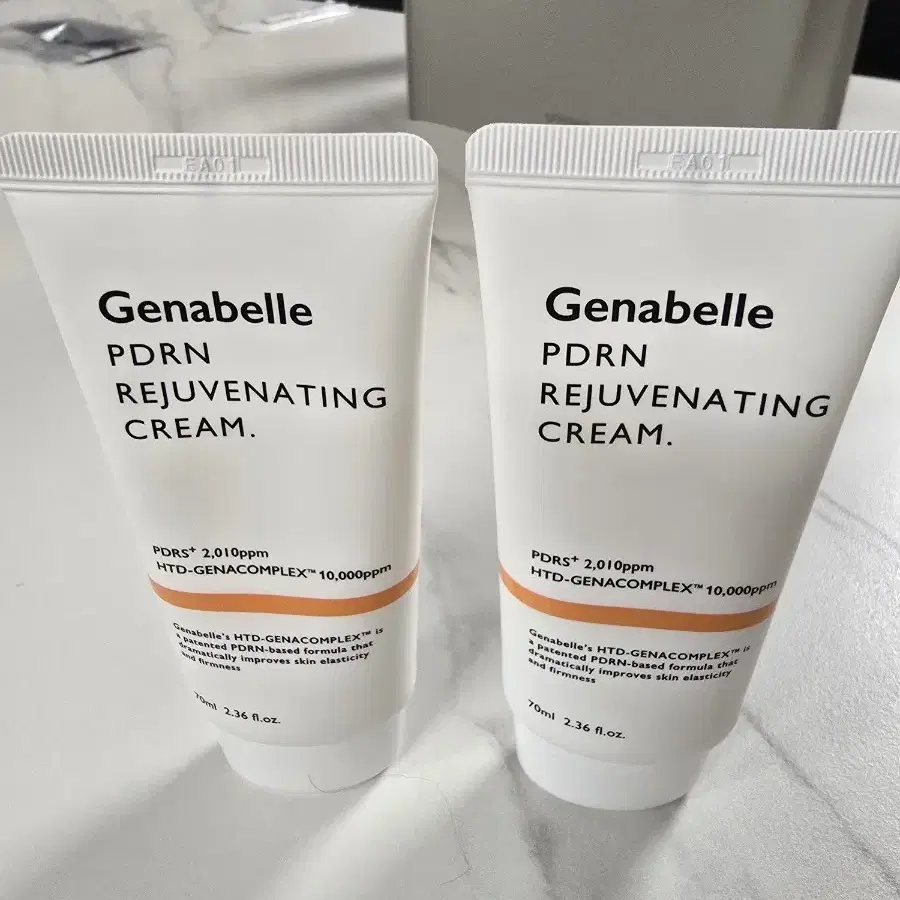 EA01
Genabelle
PDRN
REJUVENATING
CREAM.
PDRS+ 2,010ppm
HTD-GENACOMPLEX™ 10,000ppm
Genabelle's HTD-GENACOMPLEX™ is
a patented PDRN-based formula that
dramatically improves skin elasticity
and firmness
70ml 2.36 fl.oz.
EA01
Genabelle
PDRN
REJUVENATING
CREAM.
PDRS+ 2,010ppm
HTD-GENACOMPLEX™ 10,000ppm
Genabelle's HTD-GENACOMPLEX™ is
a patented PDRN-based formula that
dramatically improves skin elasticity
and firmness
70ml 2.36 fl.oz.